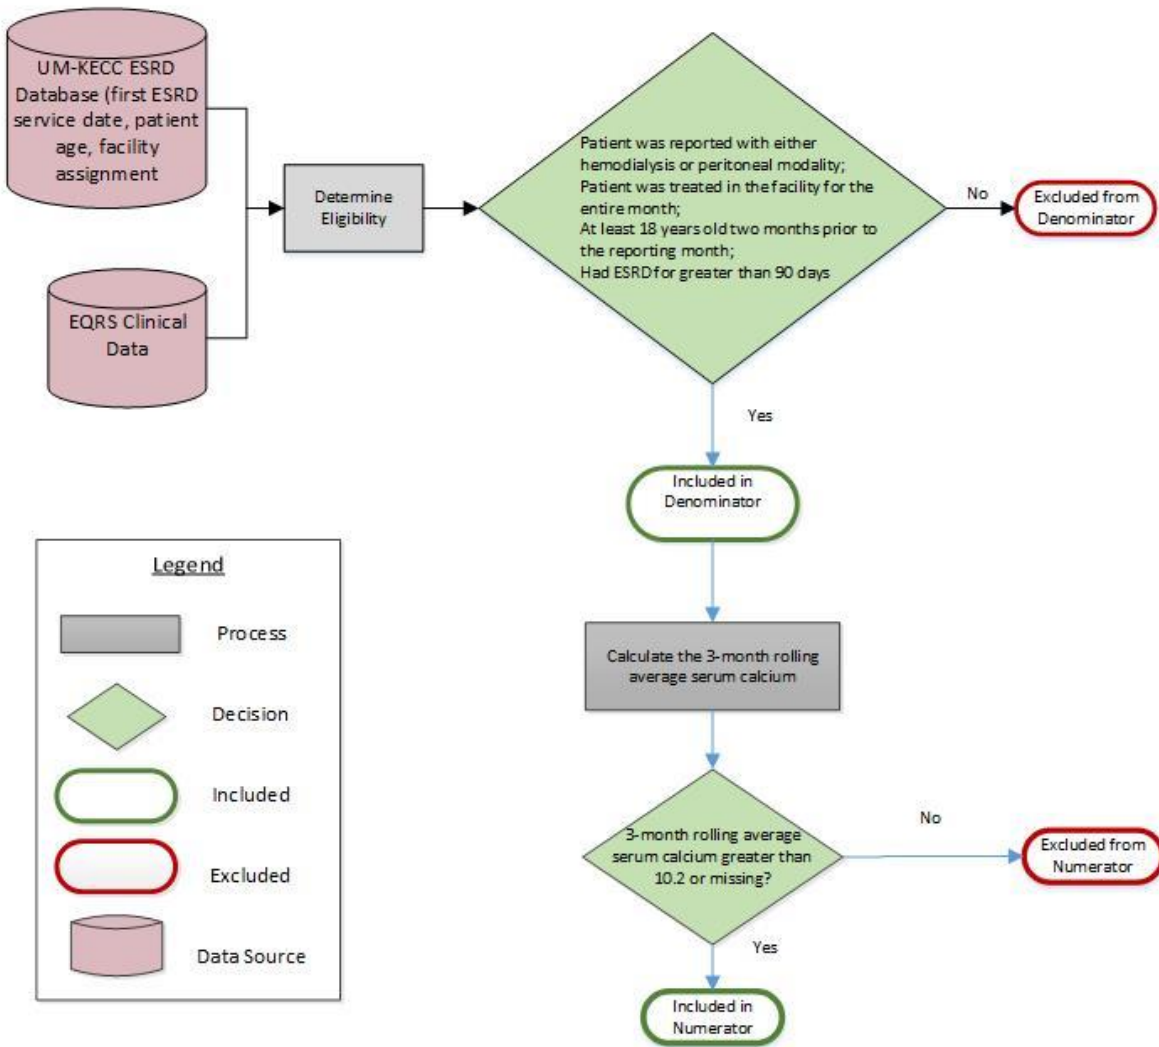 UM-KECC ESRD
Database (first ESRD
service date, patient
age, facility
assignment
EQRS Clinical
Data
Determine
Eligibility
Patient was reported with either
hemodialysis or peritoneal modality;
Patient was treated in the facility for the
entire month;
At least 18 years old two months prior to
the reporting month;
Had ESRD for greater than 90 days
No
Excluded from
Denominator
Yes
Included in
Denominator
Calculate the 3-month rolling
average serum calcium
3-month rolling average
serum calcium greater than
10.2 or missing?
No
Excluded from
Numerator
Yes
Included in
Numerator
Legend
Process
Decision
Included
Excluded
Data Source